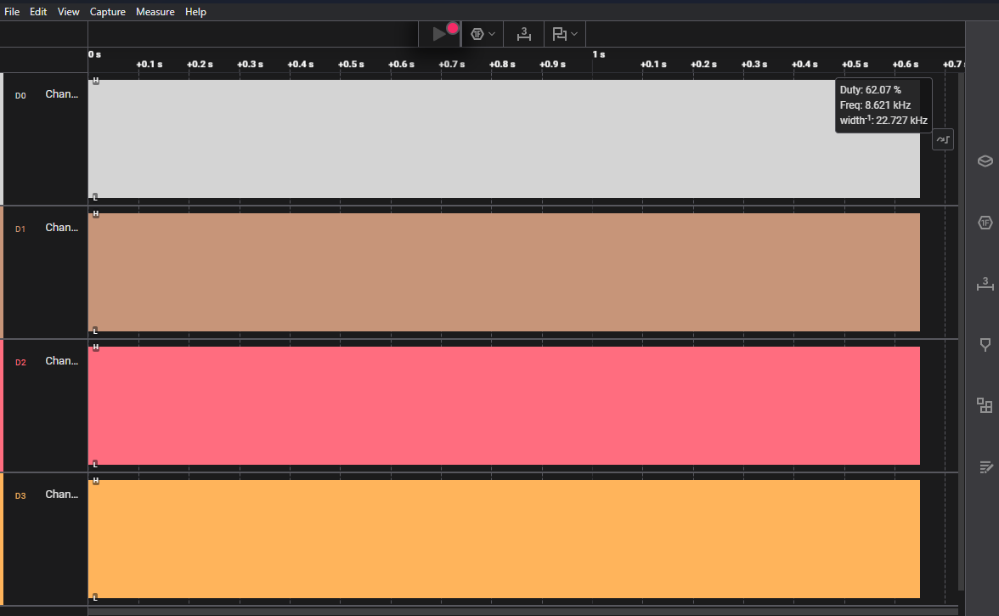 File Edit View Capture Measure Help
1F 3
0 s 1 s
+0.1 s +0.2 s +0.3 s +0.4 s +0.5 s +0.6 s +0.7 s +0.8 s +0.9 s +0.1 s +0.2 s +0.3 s +0.4 s +0.5 s +0.6 s +0.7
H
D0 Chan...
Duty: 62.07 %
Freq: 8.621 kHz
width⁻¹: 22.727 kHz
L
H
D1 Chan...
1F
3
L
H
D2 Chan...
L
H
D3 Chan...
L